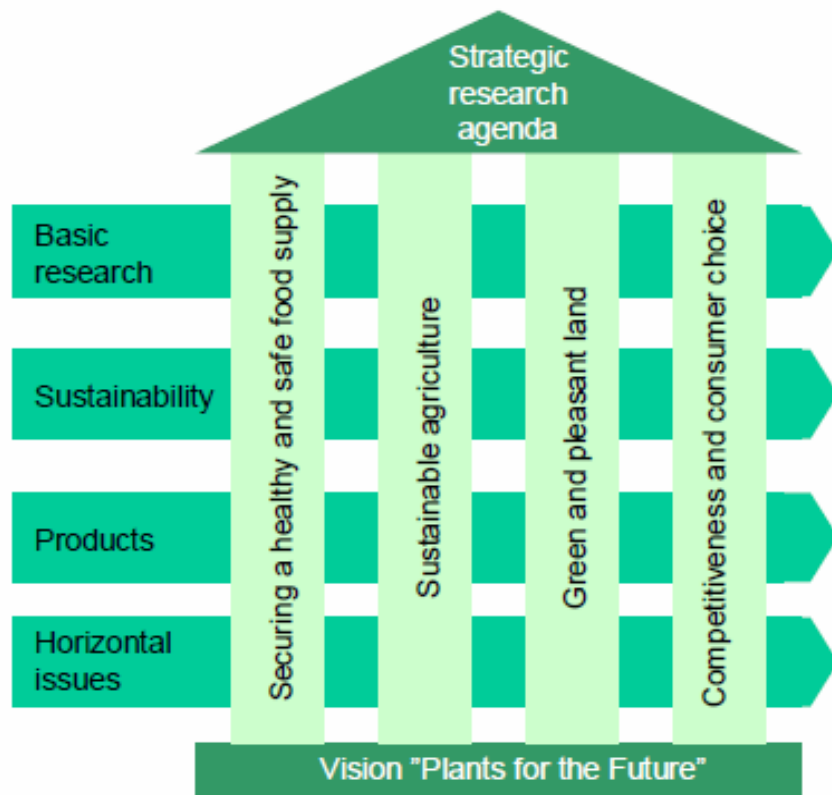 Strategic
research
agenda
Basic
research
Sustainability
Products
Horizontal
issues
Securing a healthy and safe food supply
Sustainable agriculture
Green and pleasant land
Competitiveness and consumer choice
Vision ”Plants for the Future”